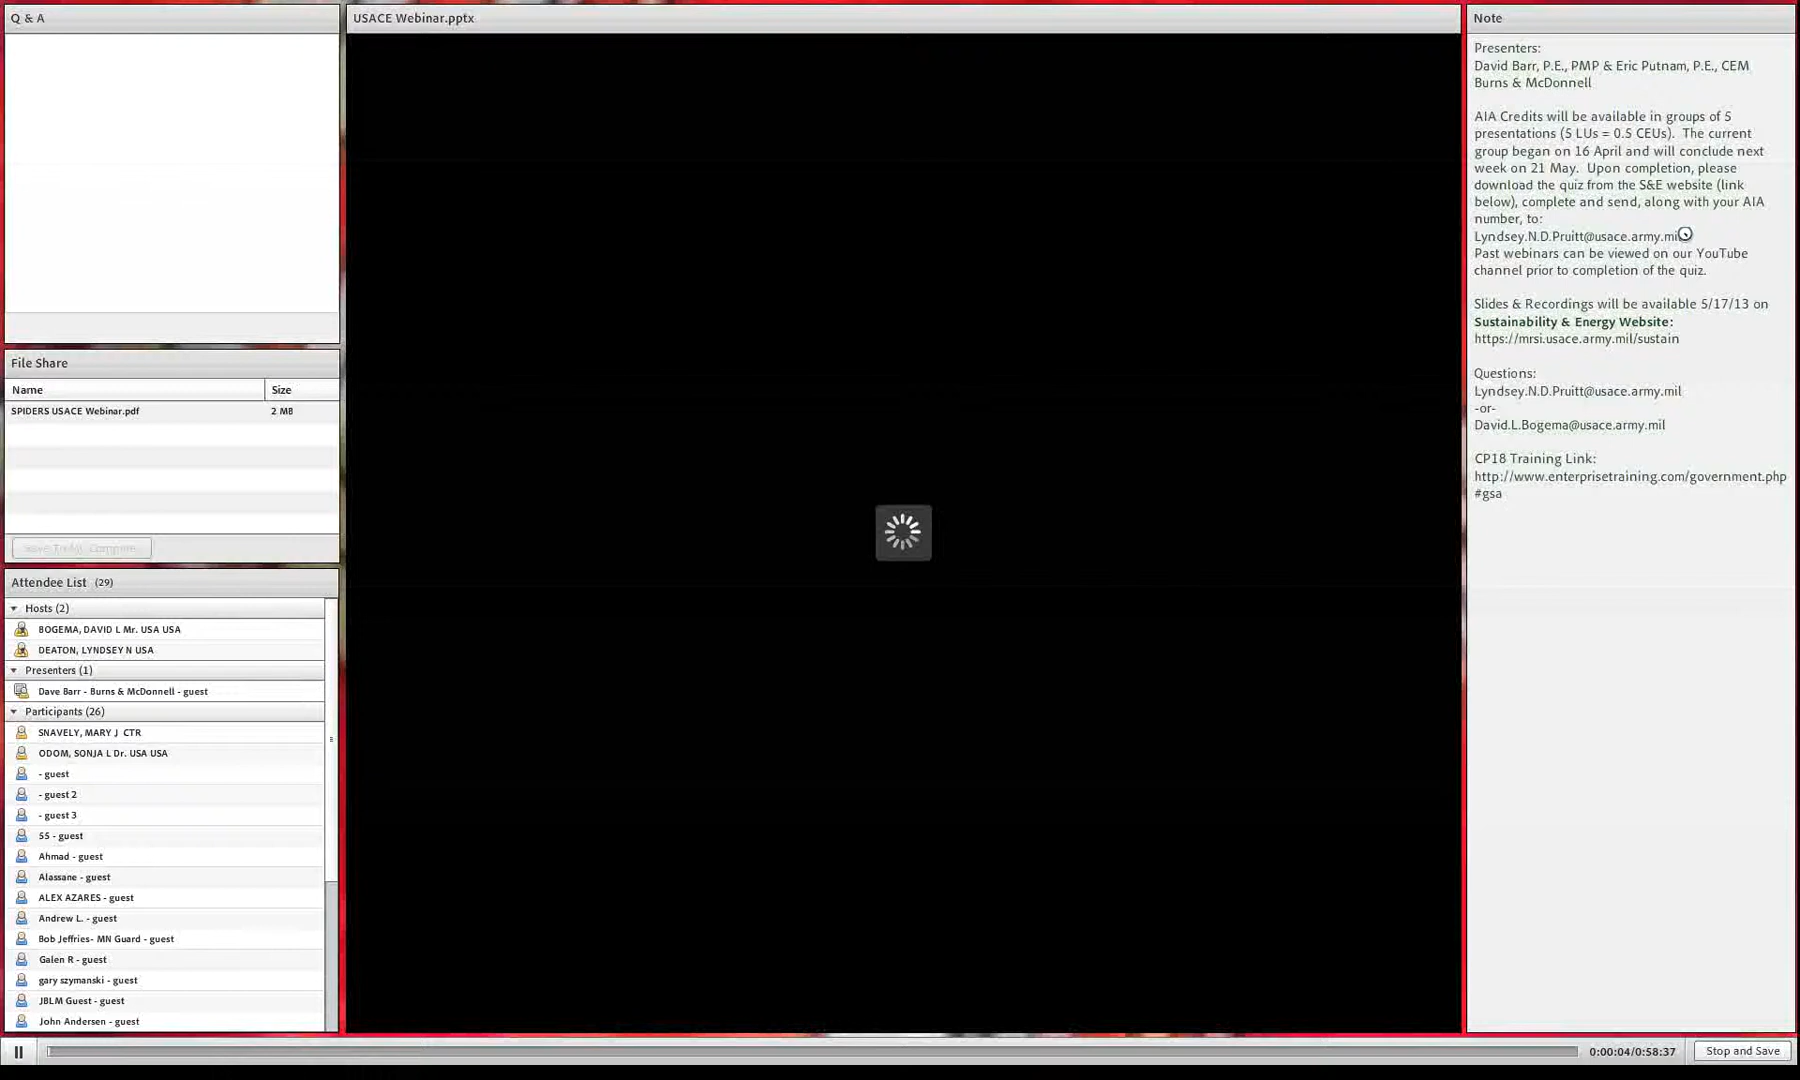 Q & A
USACE Webinar.pptx
Note
Presenters:
David Barr, P.E., PMP & Eric Putnam, P.E., CEM
Burns & McDonnell
AIA Credits will be available in groups of 5
presentations (5 LUs = 0.5 CEUs).  The current
group began on 16 April and will conclude next
week on 21 May.  Upon completion, please
download the quiz from the S&E website (link
below), complete and send, along with your AIA
number, to:
Lyndsey.N.D.Pruitt@usace.army.mil
Past webinars can be viewed on our YouTube
channel prior to completion of the quiz.
Slides & Recordings will be available 5/17/13 on
Sustainability & Energy Website:
https://mrsi.usace.army.mil/sustain
Questions:
Lyndsey.N.D.Pruitt@usace.army.mil
-or-
David.L.Bogema@usace.army.mil
CP18 Training Link:
http://www.enterprisetraining.com/government.php
#gsa
File Share
Name Size
SPIDERS USACE Webinar.pdf 2 MB
Save To My Computer
Attendee List (29)
Hosts (2)
BOGEMA, DAVID L Mr. USA USA
DEATON, LYNDSEY N USA
Presenters (1)
Dave Barr - Burns & McDonnell - guest
Participants (26)
SNAVELY, MARY J CTR
ODOM, SONJA L Dr. USA USA
- guest
- guest 2
- guest 3
55 - guest
Ahmad - guest
Alassane - guest
ALEX AZARES - guest
Andrew L. - guest
Bob Jeffries- MN Guard - guest
Galen R - guest
gary szymanski - guest
JBLM Guest - guest
John Andersen - guest
0:00:04/0:58:37
Stop and Save